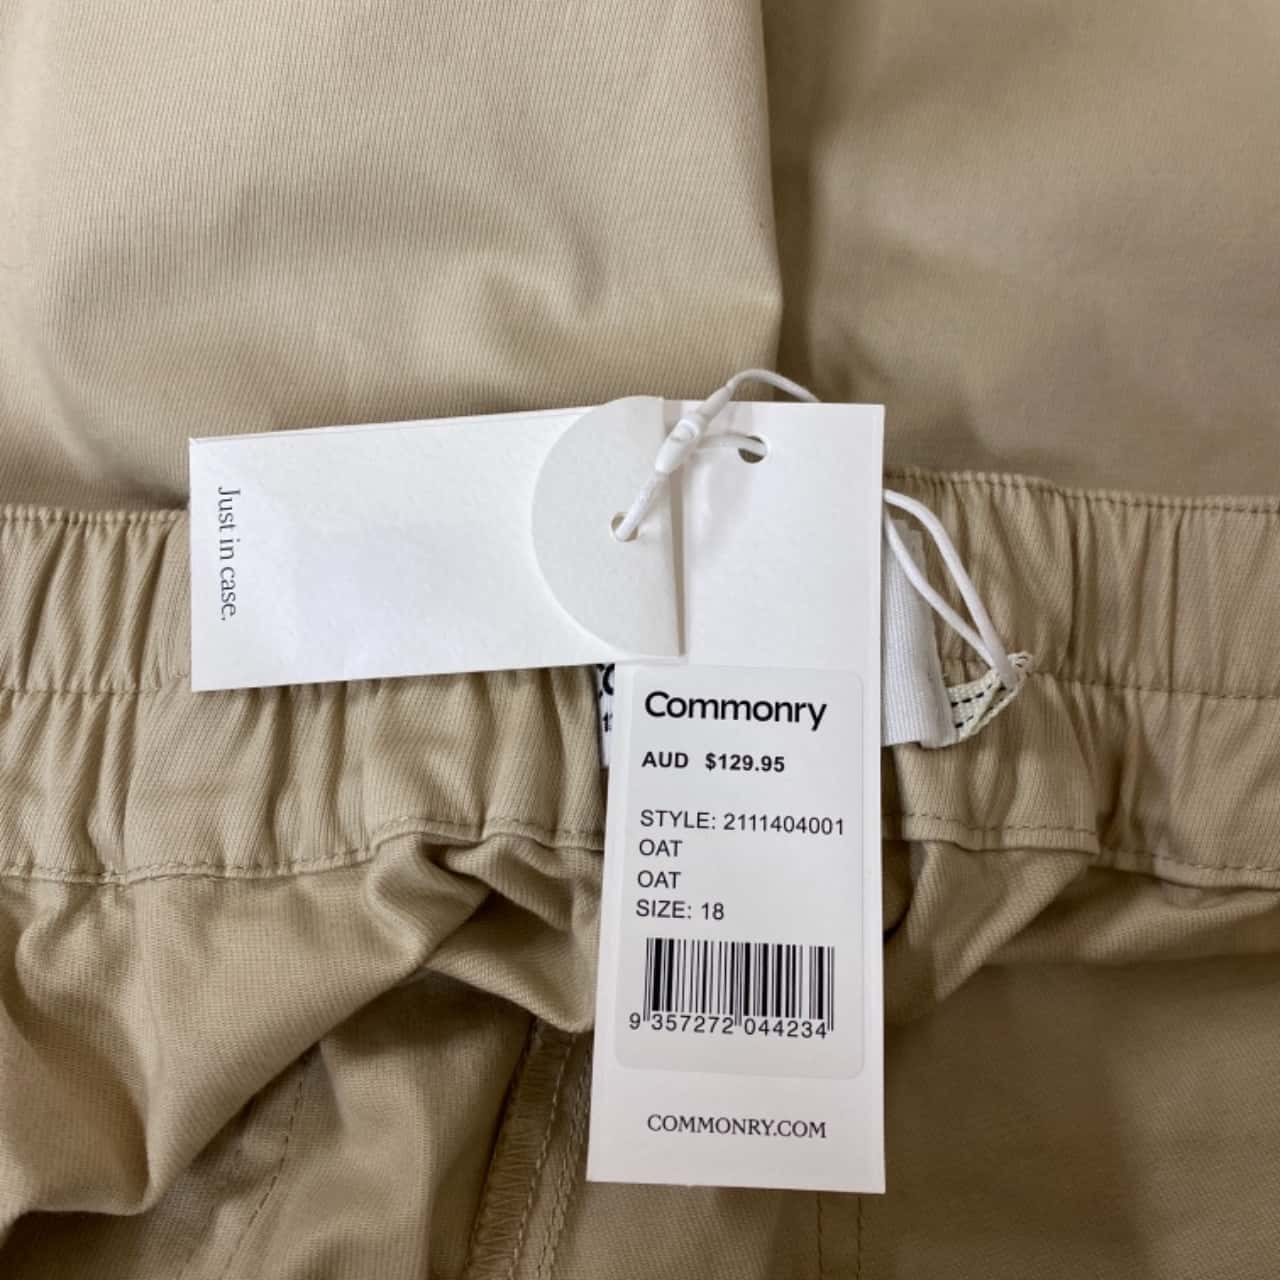 Just in case.
Commonry
AUD $129.95
STYLE: 2111404001
OAT
OAT
SIZE: 18
9 357272 044234
COMMONRY.COM